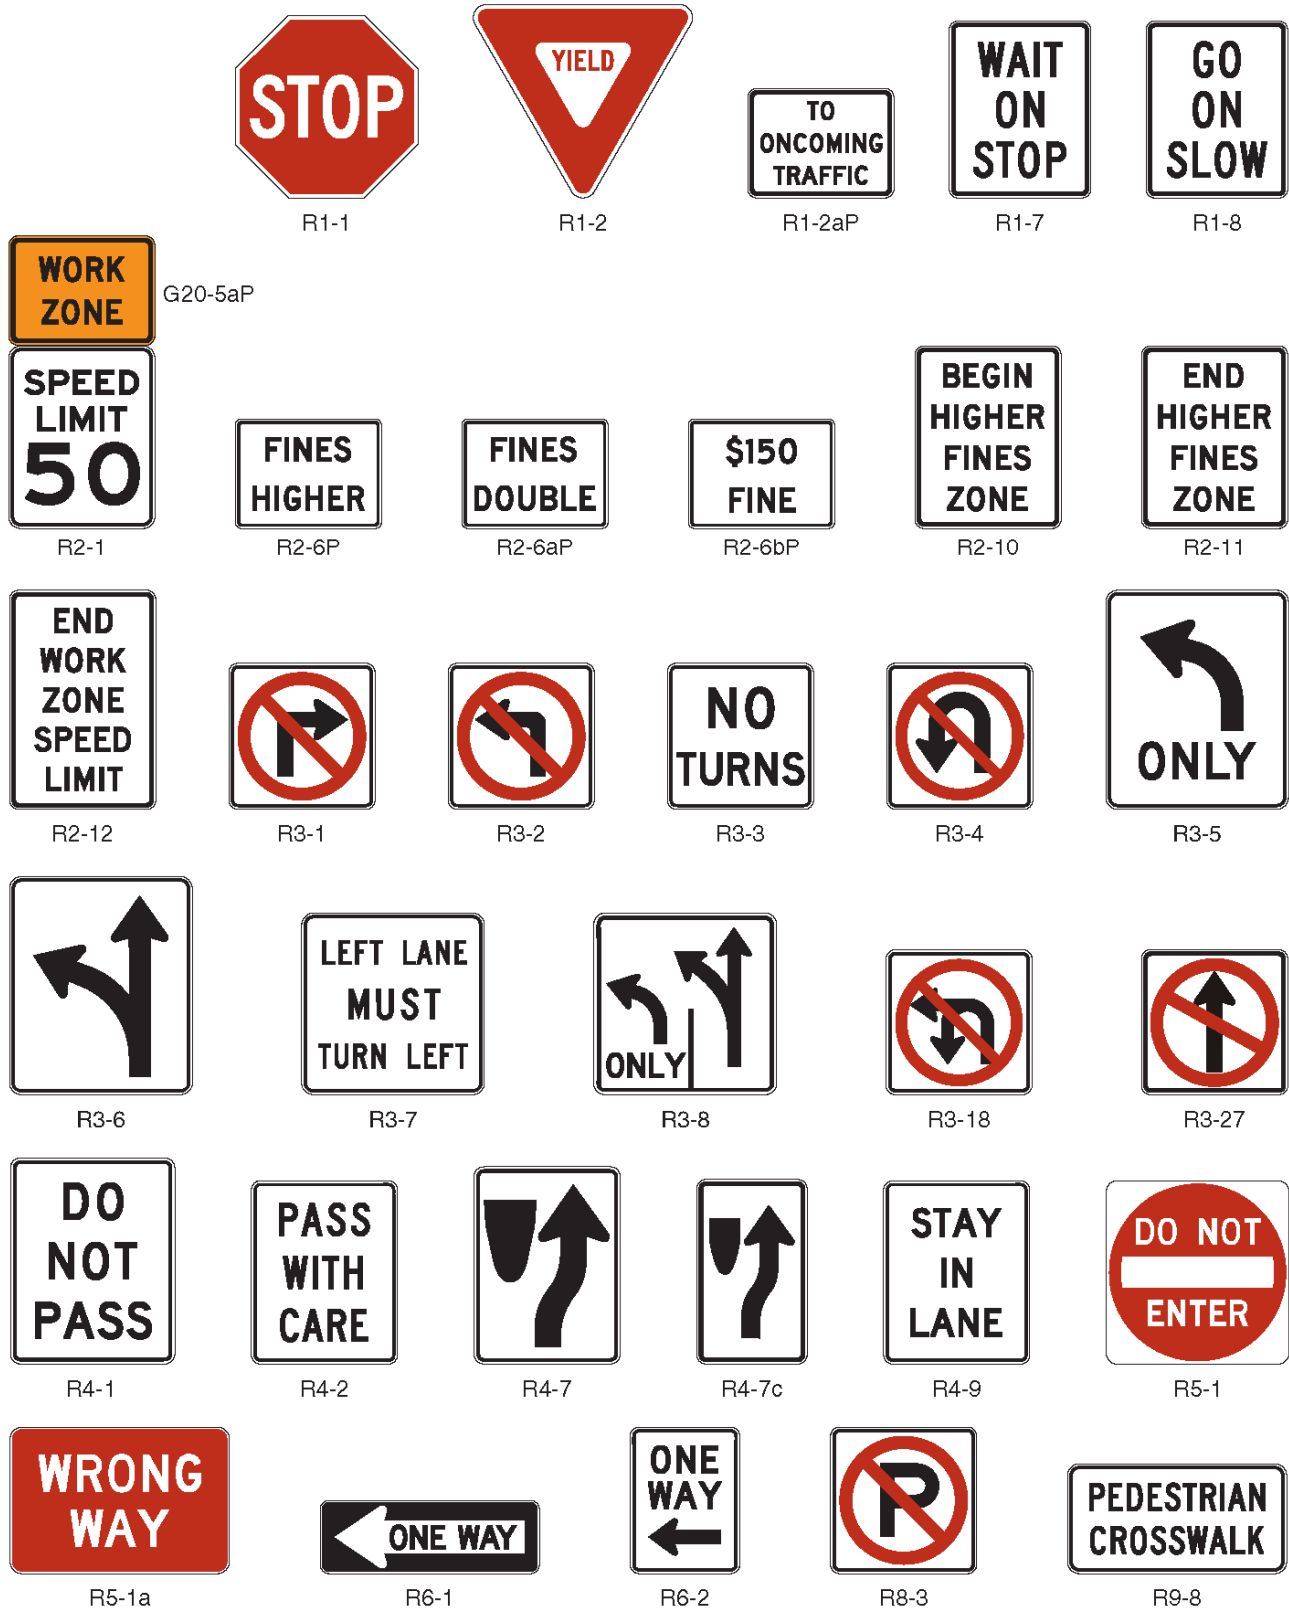 STOP
YIELD
TO
ONCOMING
TRAFFIC
WAIT
ON
STOP
GO
ON
SLOW
R1-1
R1-2
R1-2aP
R1-7
R1-8
WORK
ZONE
G20-5aP
SPEED
LIMIT
50
FINES
HIGHER
FINES
DOUBLE
$150
FINE
BEGIN
HIGHER
FINES
ZONE
END
HIGHER
FINES
ZONE
R2-1
R2-6P
R2-6aP
R2-6bP
R2-10
R2-11
END
WORK
ZONE
SPEED
LIMIT
NO
TURNS
ONLY
R2-12
R3-1
R3-2
R3-3
R3-4
R3-5
LEFT LANE
MUST
TURN LEFT
ONLY
R3-6
R3-7
R3-8
R3-18
R3-27
DO
NOT
PASS
PASS
WITH
CARE
STAY
IN
LANE
DO NOT
ENTER
R4-1
R4-2
R4-7
R4-7c
R4-9
R5-1
WRONG
WAY
ONE WAY
ONE
WAY
P
PEDESTRIAN
CROSSWALK
R5-1a
R6-1
R6-2
R8-3
R9-8